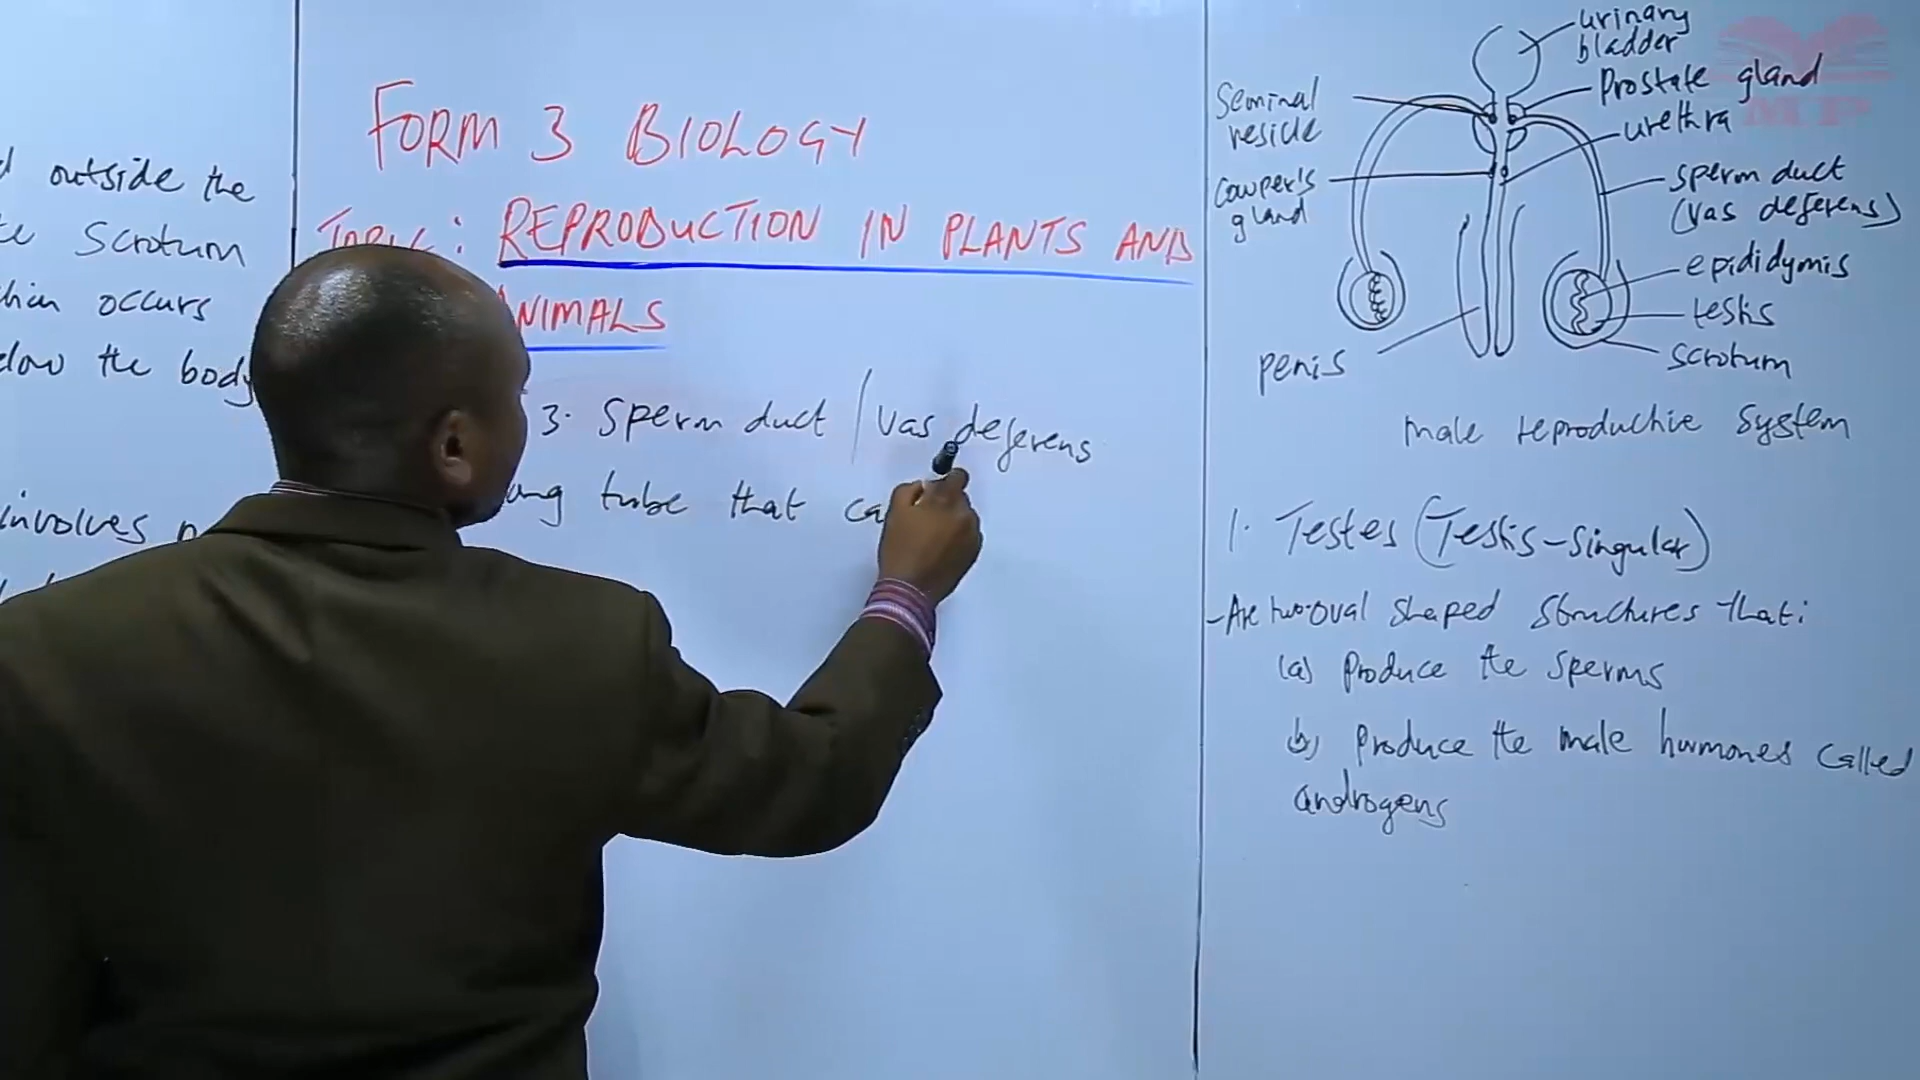 outside the
Scrotum
occurs
the body
involves
FORM 3 BIOLOGY
TOPIC: REPRODUCTION IN PLANTS AND
NIMALS
3. Sperm duct / Vas deferens
tube that ca
urinary
bladder
Prostate gland
urethra
Seminal
vesicle
Cowper's
gland
sperm duct
(vas deferens)
epididymis
testis
scrotum
penis
male reproductive system
1. Testes (Testis-singular)
- Are two oval shaped structures that:
(a) produce the sperms
(b) produce the male hormones called
androgens
MP